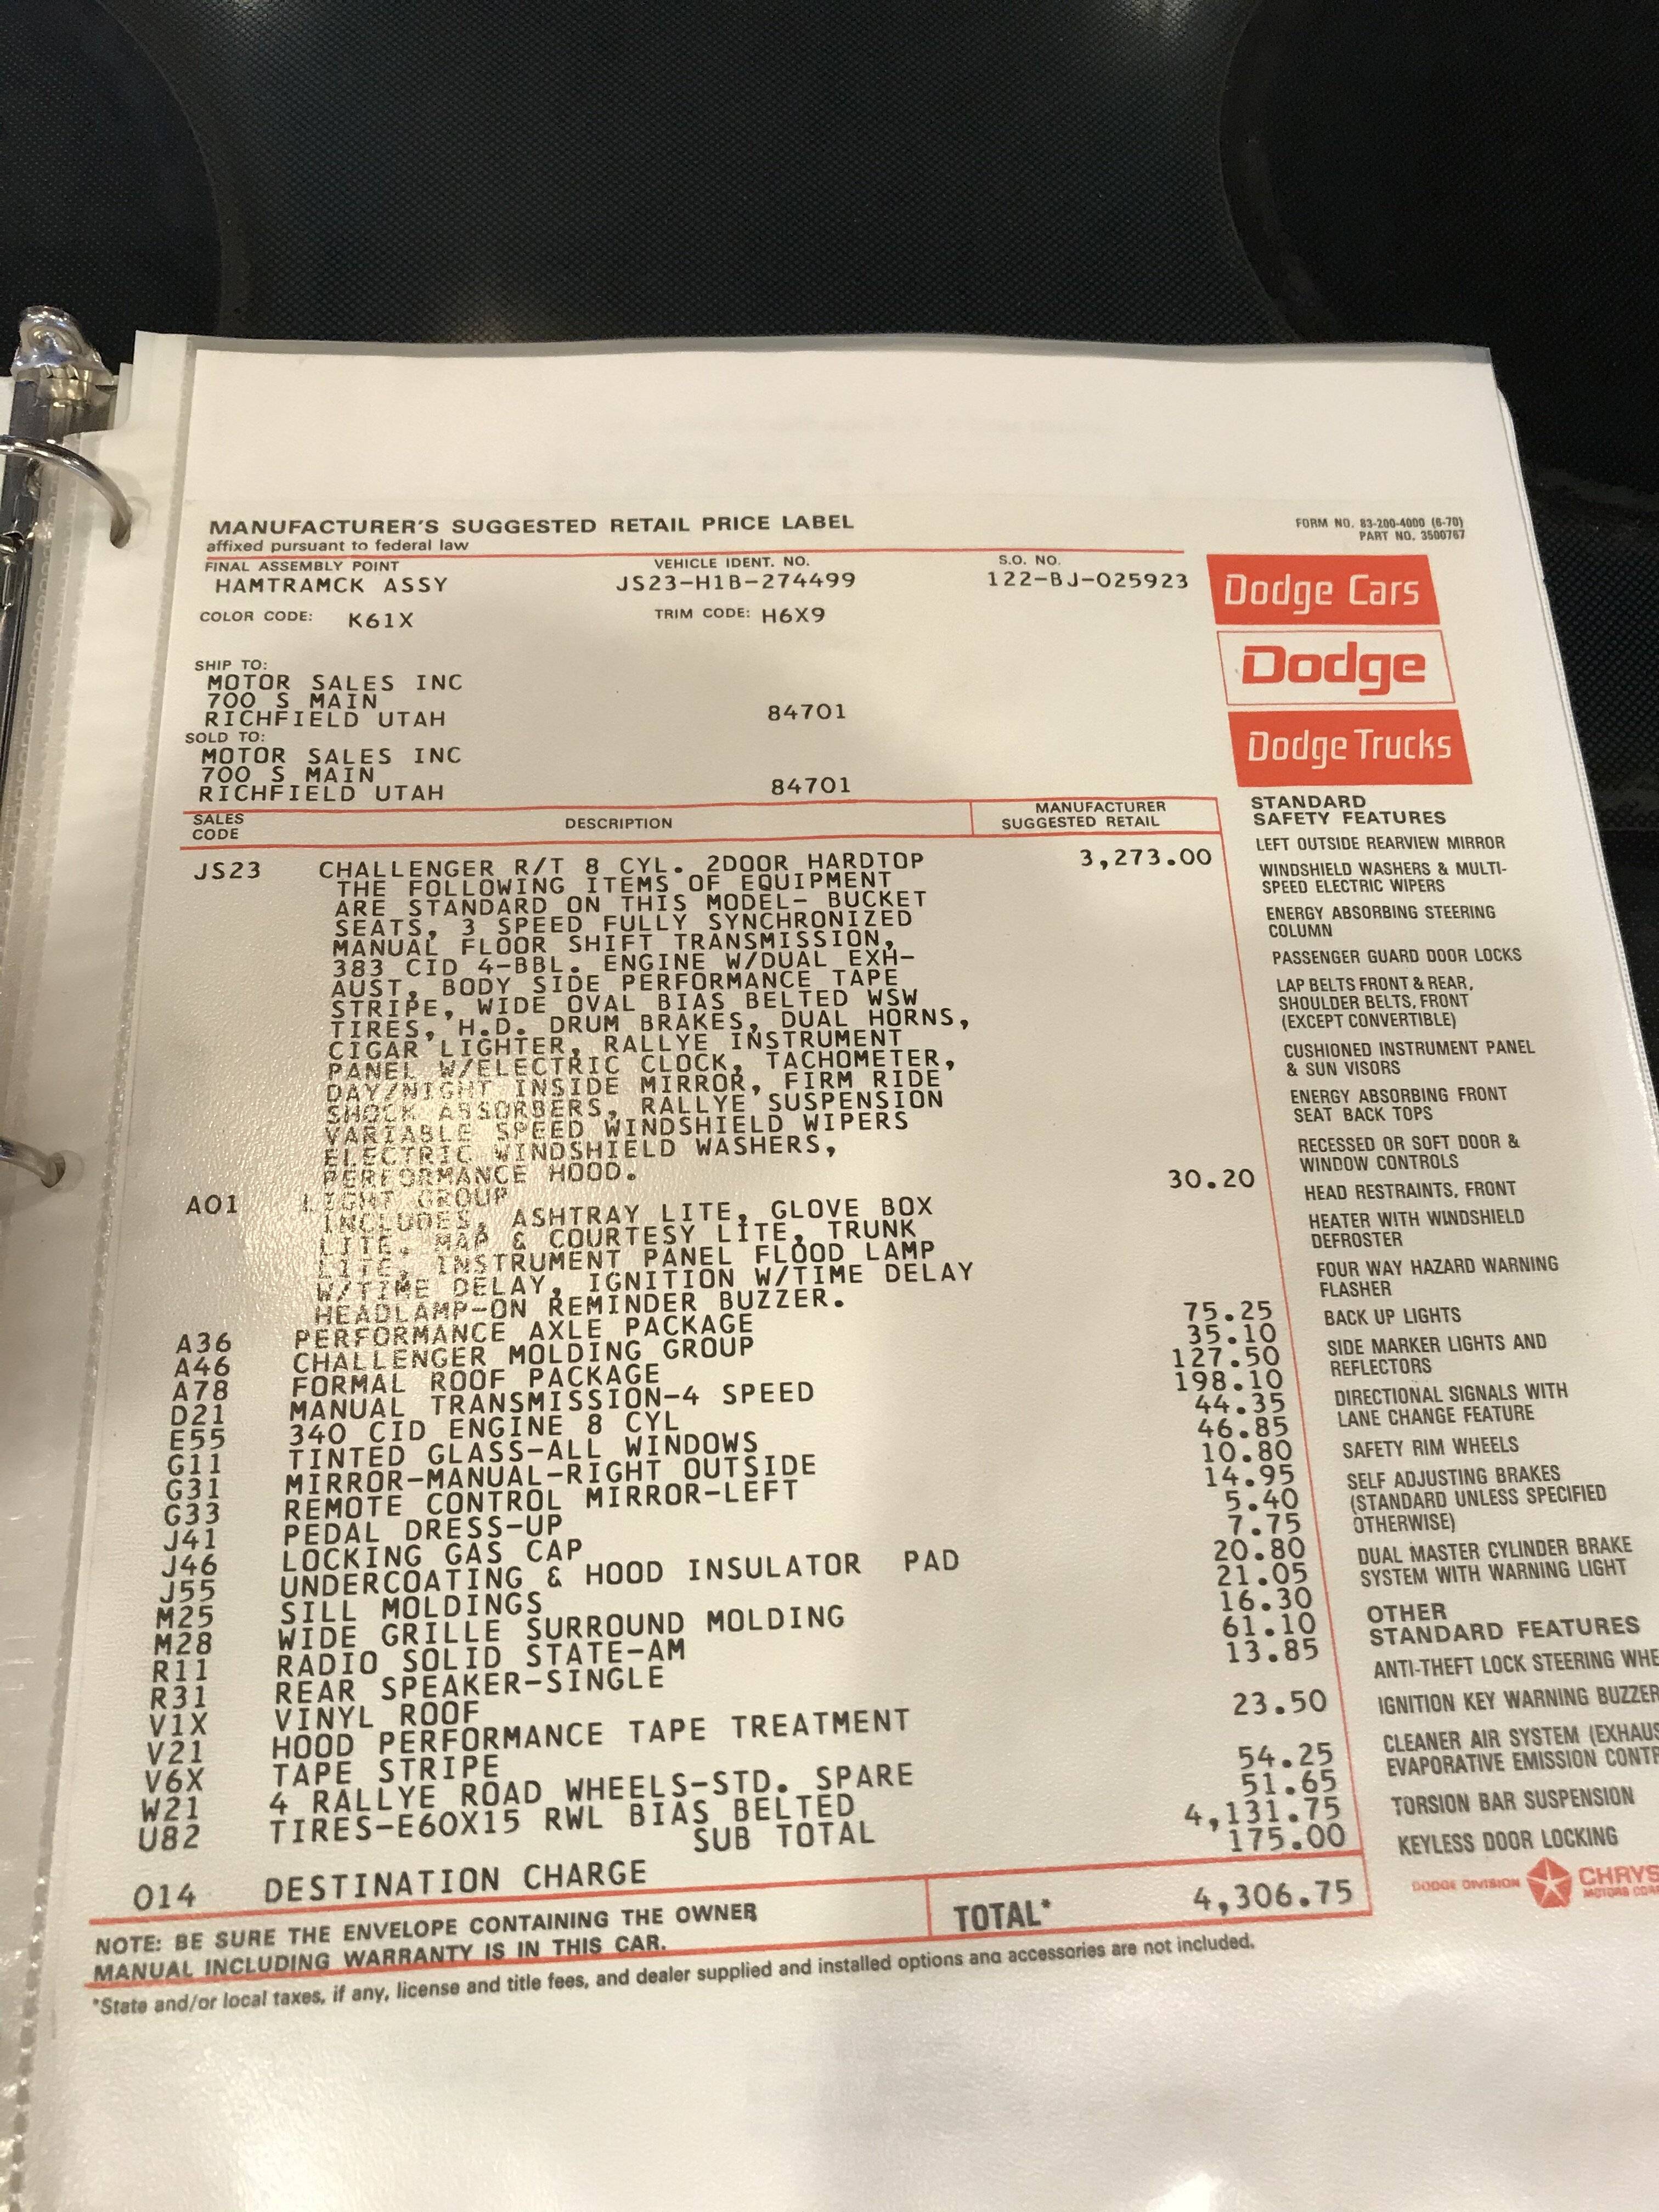 MANUFACTURER'S SUGGESTED RETAIL PRICE LABEL
affixed pursuant to federal law
FORM NO. 83-200-4000 (6-70)
PART NO. 3500767
FINAL ASSEMBLY POINT VEHICLE IDENT. NO. S.O. NO.
HAMTRAMCK ASSY JS23-H1B-274499 122-BJ-025923
COLOR CODE: K61X TRIM CODE: H6X9
SHIP TO:
MOTOR SALES INC
700 S MAIN
RICHFIELD UTAH 84701
SOLD TO:
MOTOR SALES INC
700 S MAIN
RICHFIELD UTAH 84701
SALES CODE DESCRIPTION MANUFACTURER SUGGESTED RETAIL
JS23 CHALLENGER R/T 8 CYL. 2DOOR HARDTOP 3,273.00
THE FOLLOWING ITEMS OF EQUIPMENT
ARE STANDARD ON THIS MODEL- BUCKET
SEATS, 3 SPEED FULLY SYNCHRONIZED
MANUAL FLOOR SHIFT TRANSMISSION,
383 CID 4-BBL. ENGINE W/DUAL EXH-
AUST, BODY SIDE PERFORMANCE TAPE
STRIPE, WIDE OVAL BIAS BELTED WSW
TIRES, H.D. DRUM BRAKES, DUAL HORNS,
CIGAR LIGHTER, RALLYE INSTRUMENT
PANEL W/ELECTRIC CLOCK, TACHOMETER,
DAY/NIGHT INSIDE MIRROR, FIRM RIDE
SHOCK ABSORBERS, RALLYE SUSPENSION
VARIABLE SPEED WINDSHIELD WIPERS
ELECTRIC WINDSHIELD WASHERS,
PERFORMANCE HOOD.
A01 LIGHT GROUP 30.20
INCLUDES, ASHTRAY LITE, GLOVE BOX
LITE, MAP & COURTESY LITE, TRUNK
LITE, INSTRUMENT PANEL FLOOD LAMP
W/TIME DELAY, IGNITION W/TIME DELAY
HEADLAMP-ON REMINDER BUZZER.
A36 PERFORMANCE AXLE PACKAGE 75.25
A46 CHALLENGER MOLDING GROUP 35.10
A78 FORMAL ROOF PACKAGE 127.50
D21 MANUAL TRANSMISSION-4 SPEED 198.10
E55 340 CID ENGINE 8 CYL 44.35
G11 TINTED GLASS-ALL WINDOWS 46.85
G31 MIRROR-MANUAL-RIGHT OUTSIDE 10.80
G33 REMOTE CONTROL MIRROR-LEFT 14.95
J41 PEDAL DRESS-UP 5.40
J46 LOCKING GAS CAP 7.75
J55 UNDERCOATING & HOOD INSULATOR PAD 20.80
M25 SILL MOLDINGS 21.05
M28 WIDE GRILLE SURROUND MOLDING 16.30
R11 RADIO SOLID STATE-AM 61.10
R31 REAR SPEAKER-SINGLE 13.85
V1X VINYL ROOF
V21 HOOD PERFORMANCE TAPE TREATMENT 23.50
V6X TAPE STRIPE
W21 4 RALLYE ROAD WHEELS-STD. SPARE 54.25
U82 TIRES-E60X15 RWL BIAS BELTED 51.65
SUB TOTAL 4,131.75
014 DESTINATION CHARGE 175.00
TOTAL* 4,306.75
NOTE: BE SURE THE ENVELOPE CONTAINING THE OWNER
MANUAL INCLUDING WARRANTY IS IN THIS CAR.
*State and/or local taxes, if any, license and title fees, and dealer supplied and installed options and accessories are not included.
Dodge Cars
Dodge
Dodge Trucks
STANDARD
SAFETY FEATURES
LEFT OUTSIDE REARVIEW MIRROR
WINDSHIELD WASHERS & MULTI-
SPEED ELECTRIC WIPERS
ENERGY ABSORBING STEERING
COLUMN
PASSENGER GUARD DOOR LOCKS
LAP BELTS FRONT & REAR,
SHOULDER BELTS, FRONT
(EXCEPT CONVERTIBLE)
CUSHIONED INSTRUMENT PANEL
& SUN VISORS
ENERGY ABSORBING FRONT
SEAT BACK TOPS
RECESSED OR SOFT DOOR &
WINDOW CONTROLS
HEAD RESTRAINTS, FRONT
HEATER WITH WINDSHIELD
DEFROSTER
FOUR WAY HAZARD WARNING
FLASHER
BACK UP LIGHTS
SIDE MARKER LIGHTS AND
REFLECTORS
DIRECTIONAL SIGNALS WITH
LANE CHANGE FEATURE
SAFETY RIM WHEELS
SELF ADJUSTING BRAKES
(STANDARD UNLESS SPECIFIED
OTHERWISE)
DUAL MASTER CYLINDER BRAKE
SYSTEM WITH WARNING LIGHT
OTHER
STANDARD FEATURES
ANTI-THEFT LOCK STEERING WHE
IGNITION KEY WARNING BUZZER
CLEANER AIR SYSTEM (EXHAUS
EVAPORATIVE EMISSION CONTR
TORSION BAR SUSPENSION
KEYLESS DOOR LOCKING
DODGE DIVISION CHRYS
MOTORS CORP